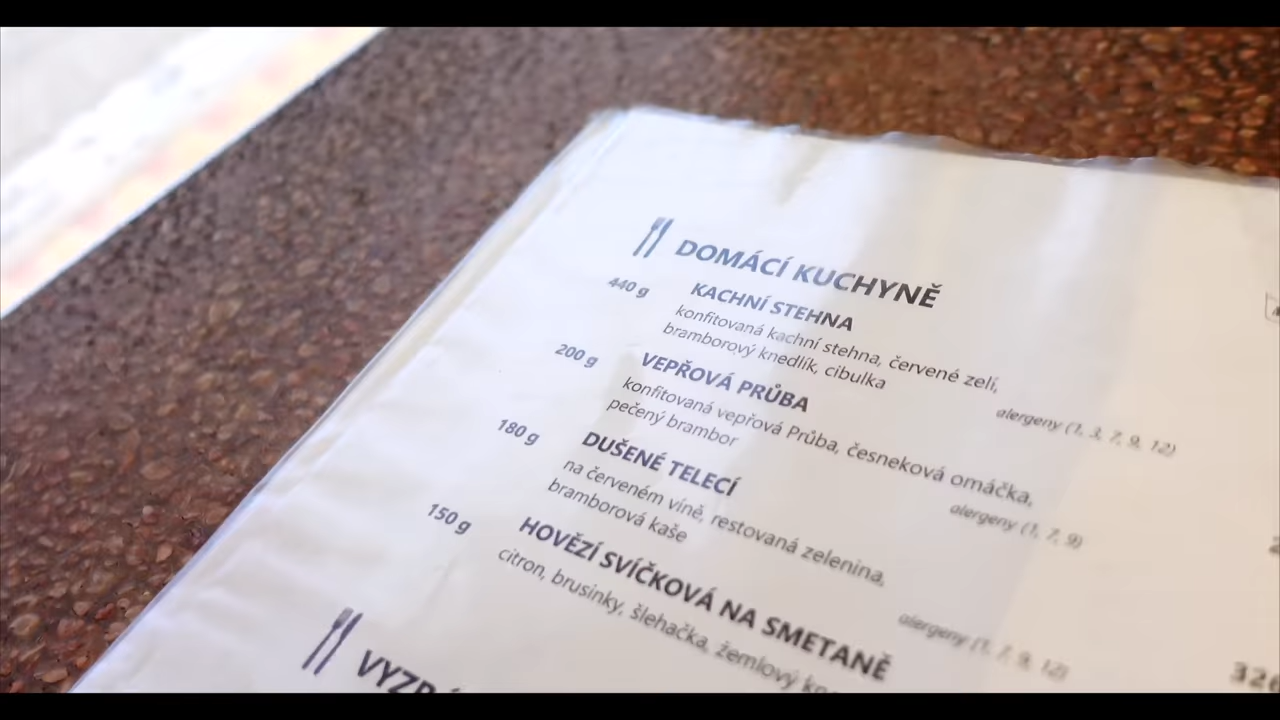 DOMÁCÍ KUCHYNĚ
440 g KACHNÍ STEHNA
konfitovaná kachní stehna, červené zelí,
bramborový knedlík, cibulka
alergeny (1, 3, 7, 9, 12)
200 g VEPŘOVÁ PRŮBA
konfitovaná vepřová Průba, česneková omáčka,
pečený brambor
alergeny (1, 7, 9)
180 g DUŠENÉ TELECÍ
na červeném víně, restovaná zelenina,
bramborová kaše
alergeny (1, 7, 9, 12)
150 g HOVĚZÍ SVÍČKOVÁ NA SMETANĚ
citron, brusinky, šlehačka, žemlový